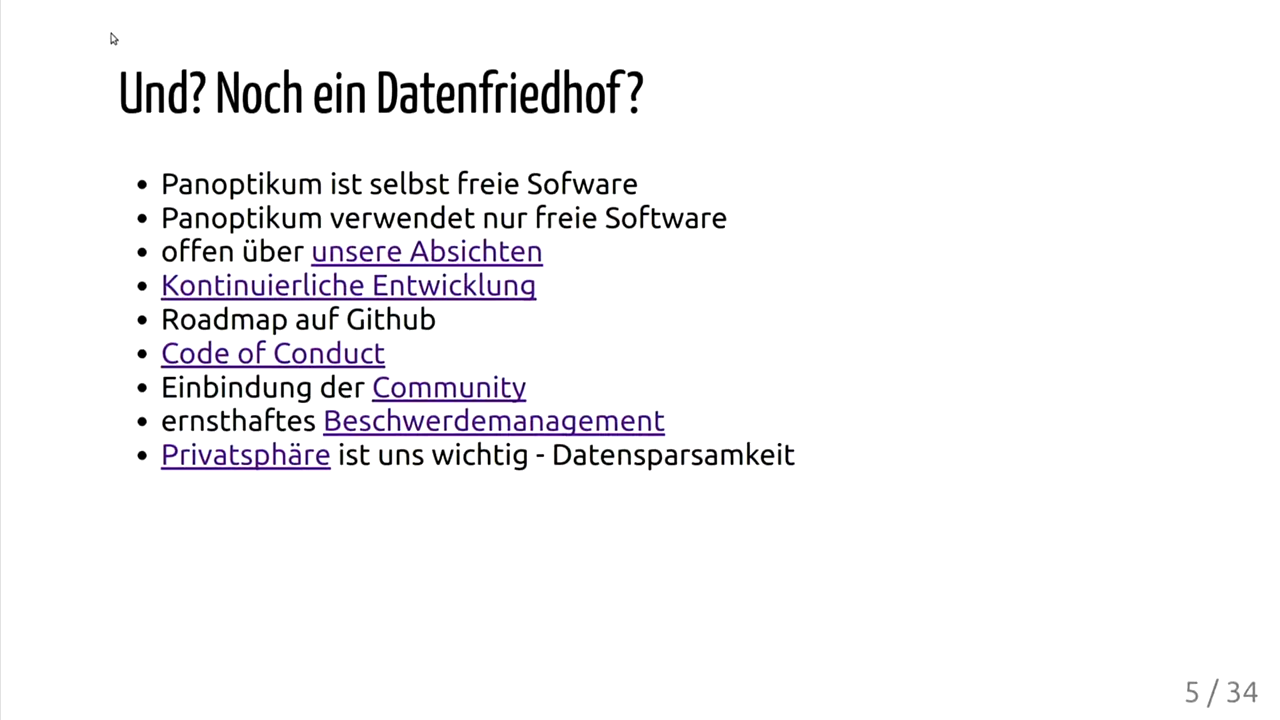 Und? Noch ein Datenfriedhof?
Panoptikum ist selbst freie Sofware
Panoptikum verwendet nur freie Software
offen über unsere Absichten
Kontinuierliche Entwicklung
Roadmap auf Github
Code of Conduct
Einbindung der Community
ernsthaftes Beschwerdemanagement
Privatsphäre ist uns wichtig - Datensparsamkeit
5 / 34